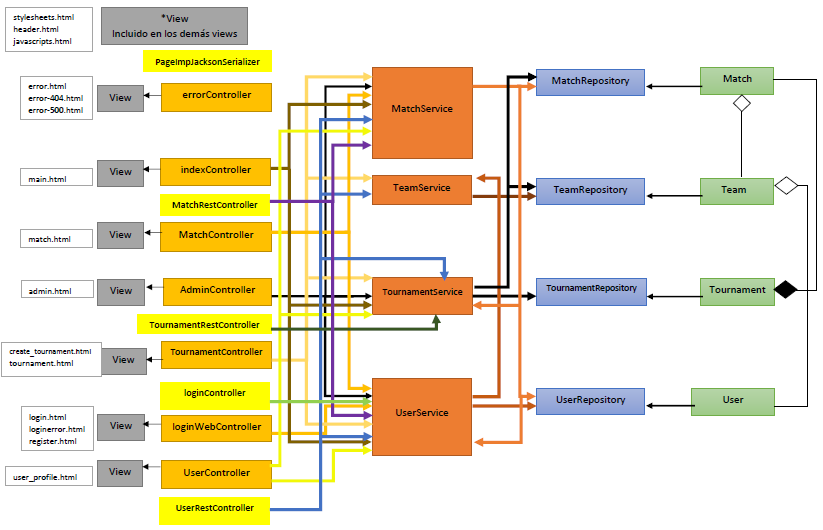 stylesheets.html
header.html
javascripts.html
*View
Incluido en los demás views
PageImpJacksonSerializer
error.html
error-404.html
error-500.html
View
errorController
MatchService
MatchRepository
Match
main.html
View
indexController
TeamService
TeamRepository
Team
MatchRestController
match.html
View
MatchController
admin.html
View
AdminController
TournamentService
TournamentRepository
Tournament
TournamentRestController
create_tournament.html
tournament.html
View
TournamentController
loginController
UserService
UserRepository
User
login.html
loginerror.html
register.html
View
loginWebController
user_profile.html
View
UserController
UserRestController